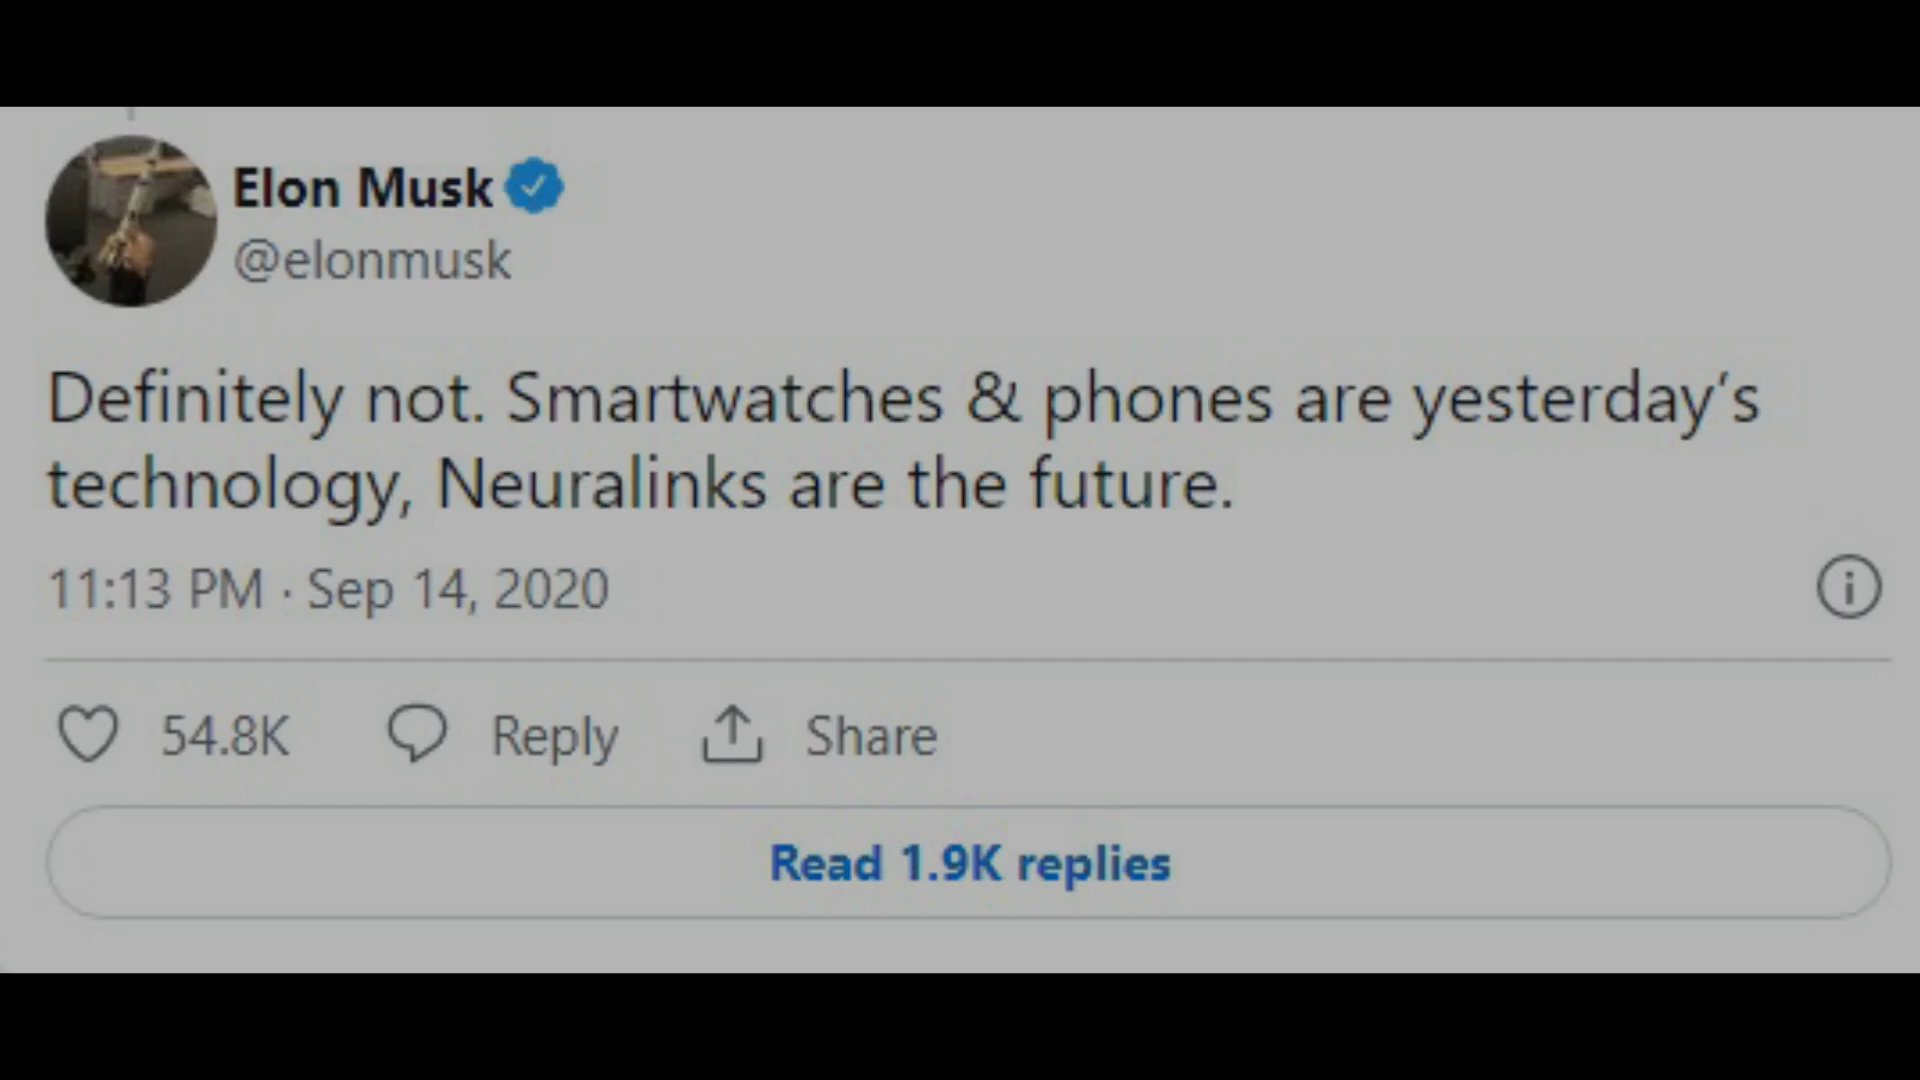 Elon Musk
@elonmusk
Definitely not. Smartwatches & phones are yesterday’s
technology, Neuralinks are the future.
11:13 PM · Sep 14, 2020
54.8K Reply Share
Read 1.9K replies